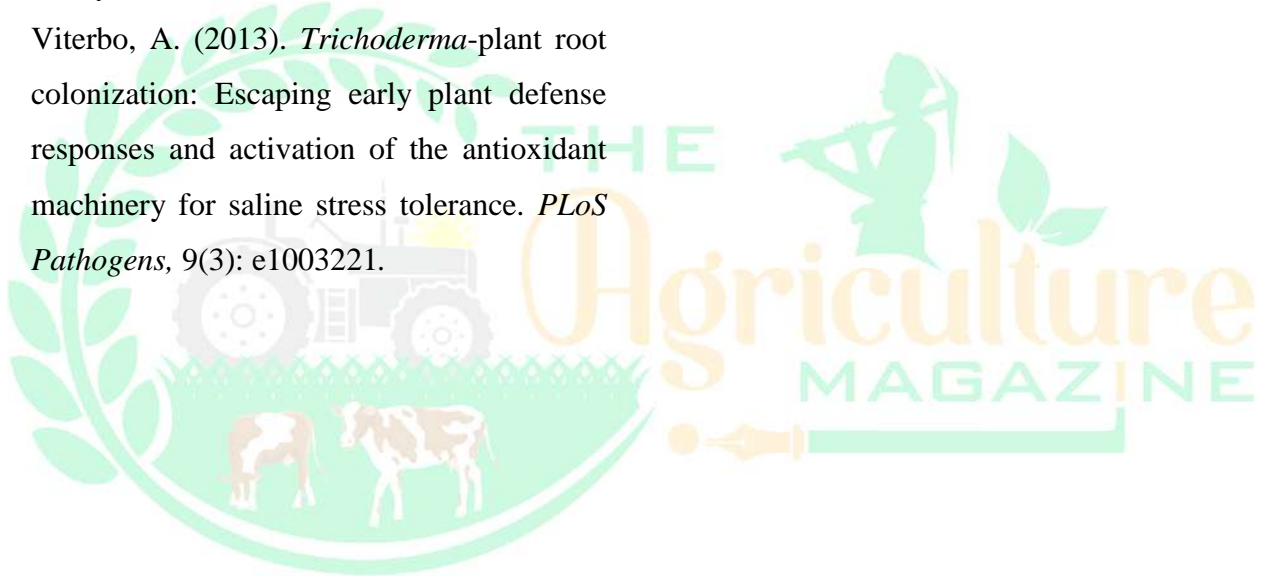 Viterbo, A. (2013). Trichoderma-plant root
colonization: Escaping early plant defense
responses and activation of the antioxidant
machinery for saline stress tolerance. PLoS
Pathogens, 9(3): e1003221.
THE
Agriculture
MAGAZINE